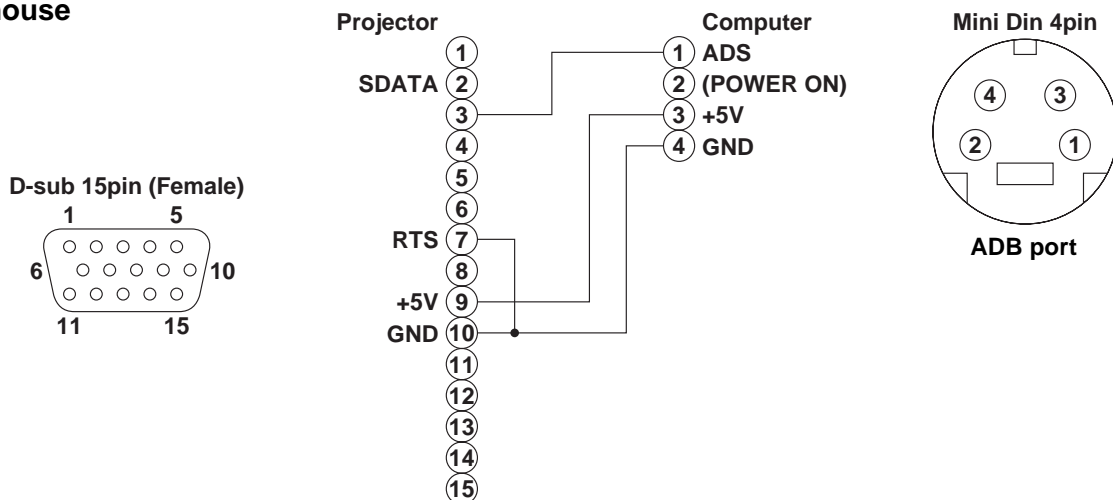 Projector
Computer
Mini Din 4pin
1
SDATA 2
3
4
5
6
RTS 7
8
+5V 9
GND 10
11
12
13
14
15
1 ADS
2 (POWER ON)
3 +5V
4 GND
4 3
2 1
ADB port
D-sub 15pin (Female)
1 5
6 10
11 15